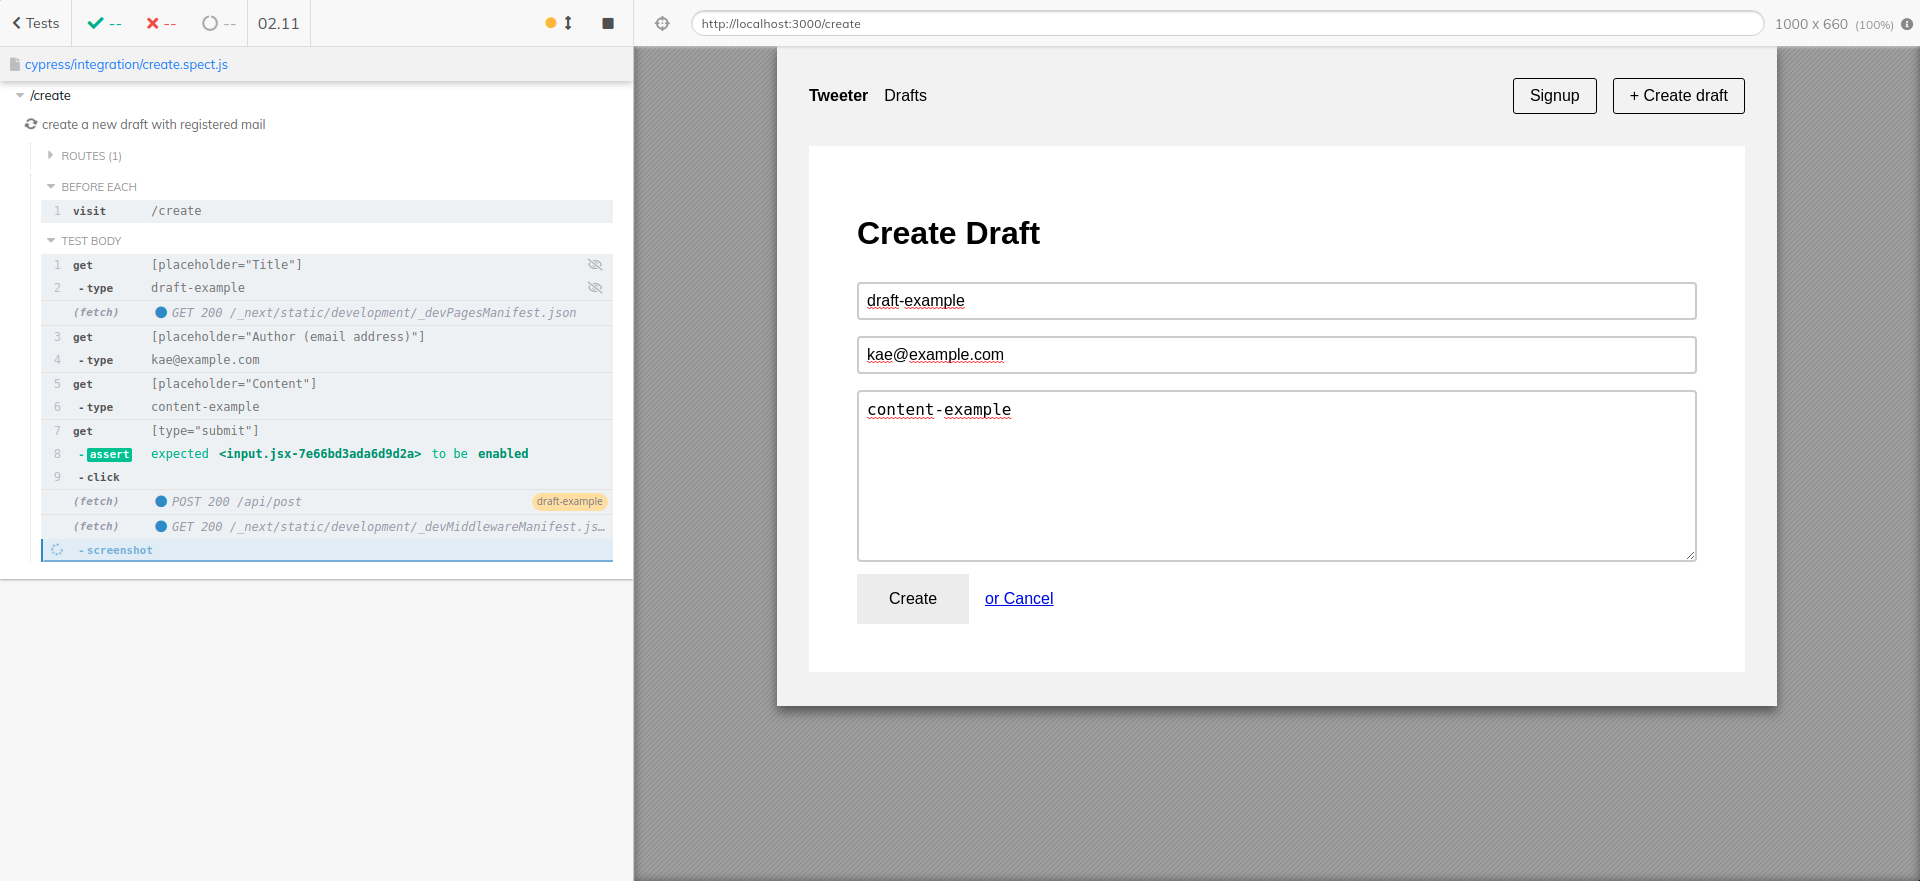 Tests -- -- -- 02.11
http://localhost:3000/create 1000 x 660 (100%)
cypress/integration/create.spect.js
/create
create a new draft with registered mail
ROUTES (1)
BEFORE EACH
1 visit /create
TEST BODY
1 get [placeholder="Title"]
2 - type draft-example
(fetch) GET 200 /_next/static/development/_devPagesManifest.json
3 get [placeholder="Author (email address)"]
4 - type kae@example.com
5 get [placeholder="Content"]
6 - type content-example
7 get [type="submit"]
8 - assert expected <input.jsx-7e66bd3ada6d9d2a> to be enabled
9 - click
(fetch) POST 200 /api/post draft-example
(fetch) GET 200 /_next/static/development/_devMiddlewareManifest.js…
- screenshot
Tweeter Drafts Signup + Create draft
Create Draft
draft-example
kae@example.com
content-example
Create or Cancel